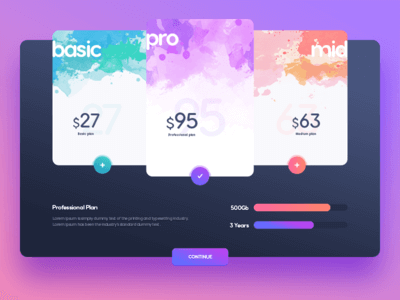 basic
pro
mid
27
$27
Basic plan
95
$95
Professional plan
63
$63
Medium plan
Professional Plan
Lorem Ipsum is simply dummy text of the printing and typesetting industry.
Lorem Ipsum has been the industry's standard dummy text.
500Gb
3 Years
CONTINUE